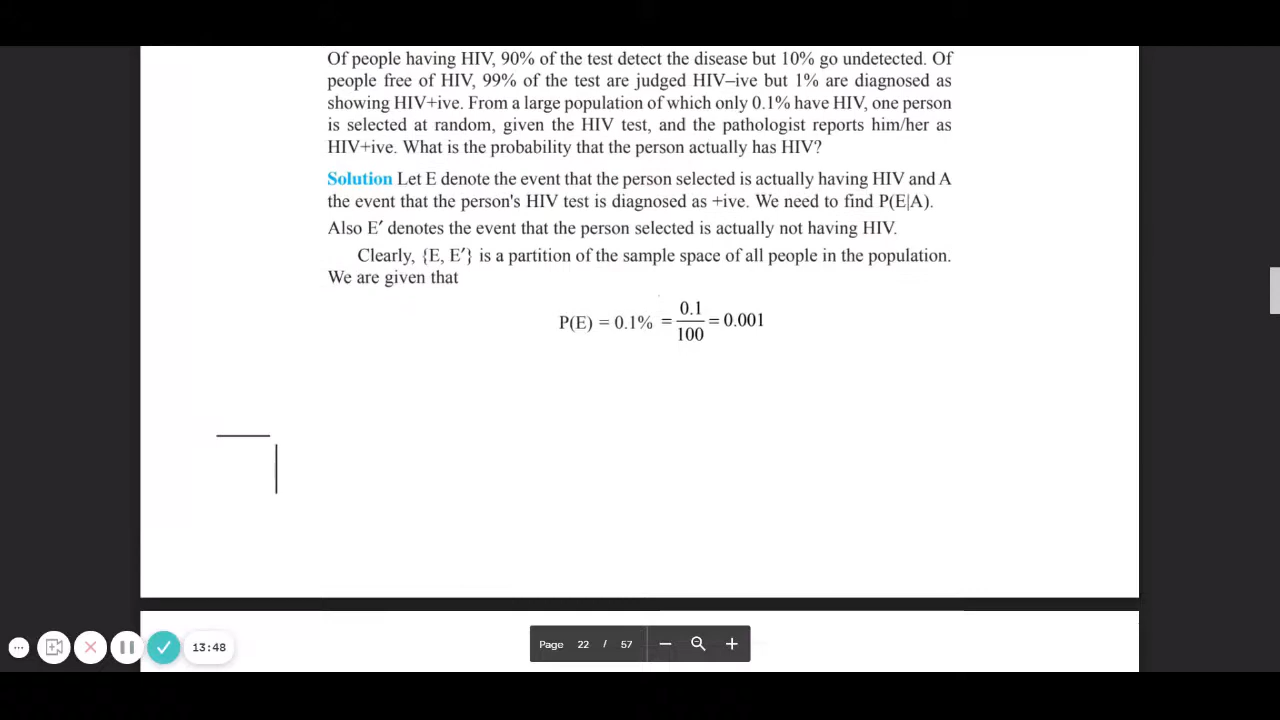 Of people having HIV, 90% of the test detect the disease but 10% go undetected. Of
people free of HIV, 99% of the test are judged HIV–ive but 1% are diagnosed as
showing HIV+ive. From a large population of which only 0.1% have HIV, one person
is selected at random, given the HIV test, and the pathologist reports him/her as
HIV+ive. What is the probability that the person actually has HIV?
Solution Let E denote the event that the person selected is actually having HIV and A
the event that the person's HIV test is diagnosed as +ive. We need to find P(E|A).
Also E′ denotes the event that the person selected is actually not having HIV.
Clearly, {E, E′} is a partition of the sample space of all people in the population.
We are given that
P(E) = 0.1% = 0.1/100 = 0.001
13:48
Page 22 / 57